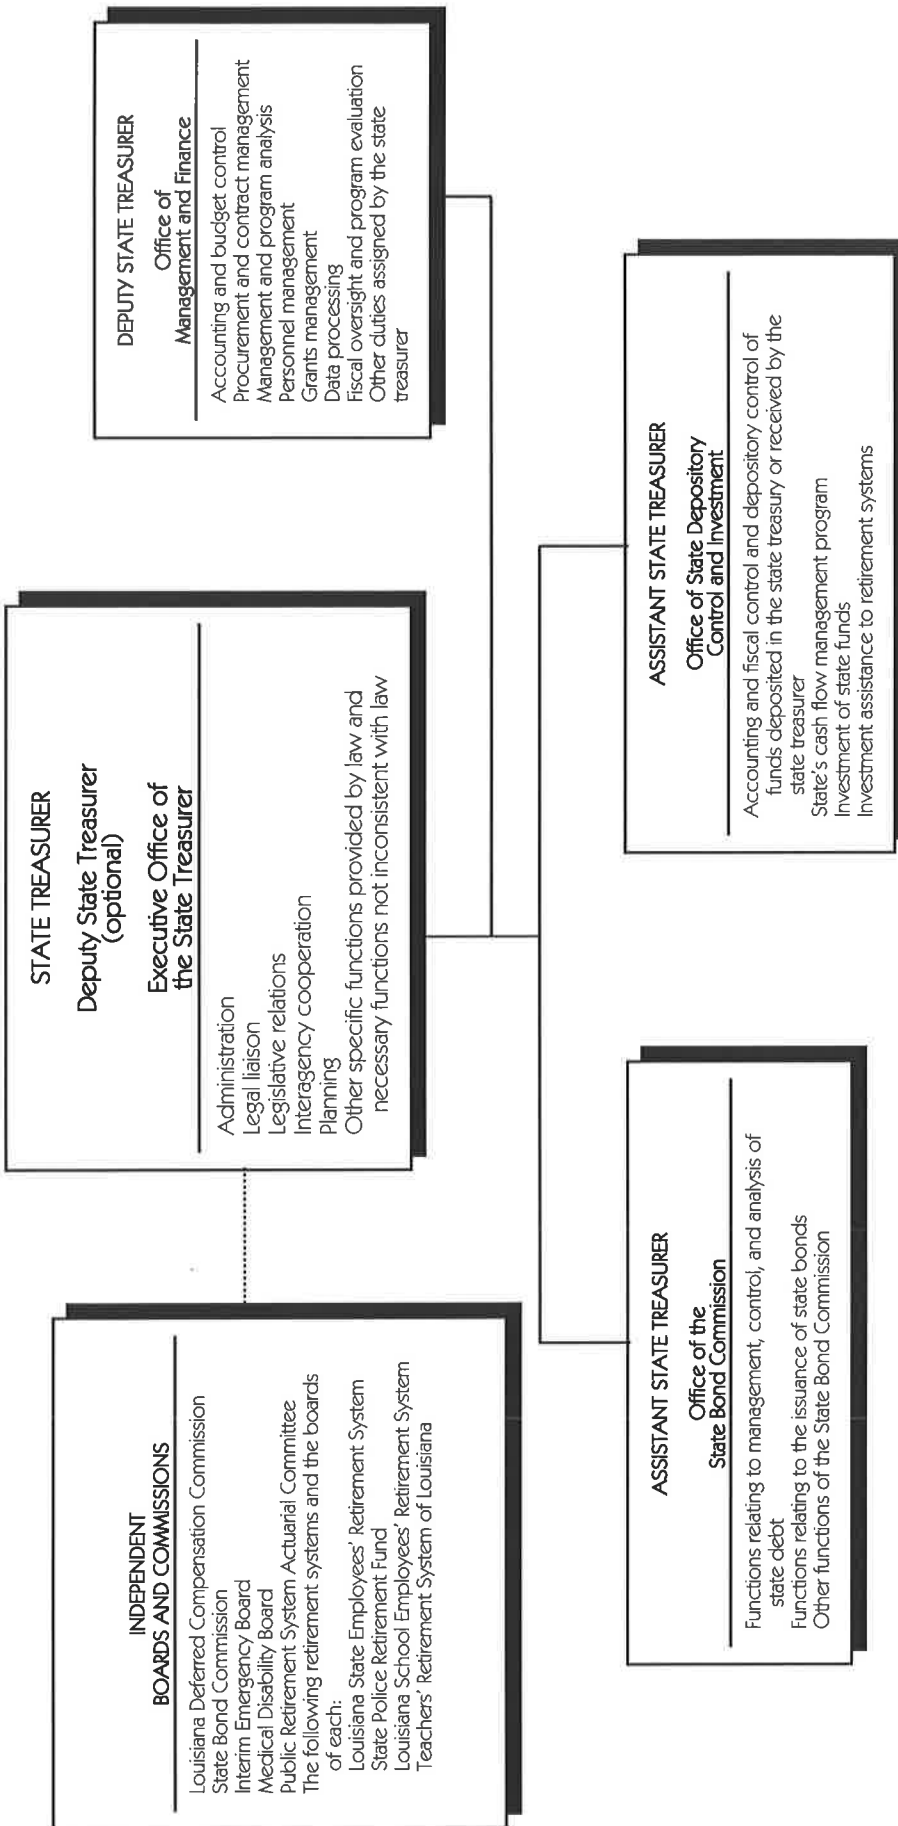 STATE TREASURER
Deputy State Treasurer
(optional)
Executive Office of
the State Treasurer
Administration
Legal liaison
Legislative relations
Interagency cooperation
Planning
Other specific functions provided by law and
necessary functions not inconsistent with law
INDEPENDENT
BOARDS AND COMMISSIONS
Louisiana Deferred Compensation Commission
State Bond Commission
Interim Emergency Board
Medical Disability Board
Public Retirement System Actuarial Committee
The following retirement systems and the boards
of each:
Louisiana State Employees' Retirement System
State Police Retirement Fund
Louisiana School Employees' Retirement System
Teachers' Retirement System of Louisiana
DEPUTY STATE TREASURER
Office of
Management and Finance
Accounting and budget control
Procurement and contract management
Management and program analysis
Personnel management
Grants management
Data processing
Fiscal oversight and program evaluation
Other duties assigned by the state
treasurer
ASSISTANT STATE TREASURER
Office of the
State Bond Commission
Functions relating to management, control, and analysis of
state debt
Functions relating to the issuance of state bonds
Other functions of the State Bond Commission
ASSISTANT STATE TREASURER
Office of State Depository
Control and Investment
Accounting and fiscal control and depository control of
funds deposited in the state treasury or received by the
state treasurer
State's cash flow management program
Investment of state funds
Investment assistance to retirement systems